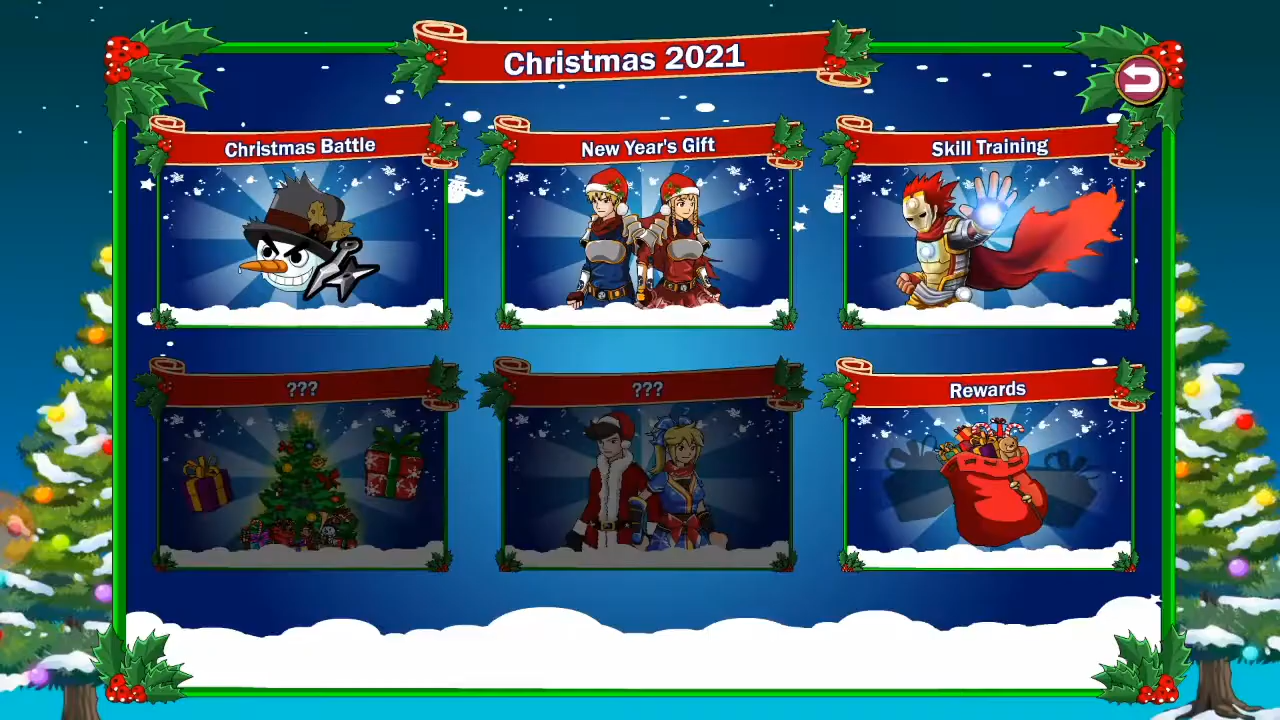 Christmas 2021
Christmas Battle
New Year's Gift
Skill Training
???
???
Rewards